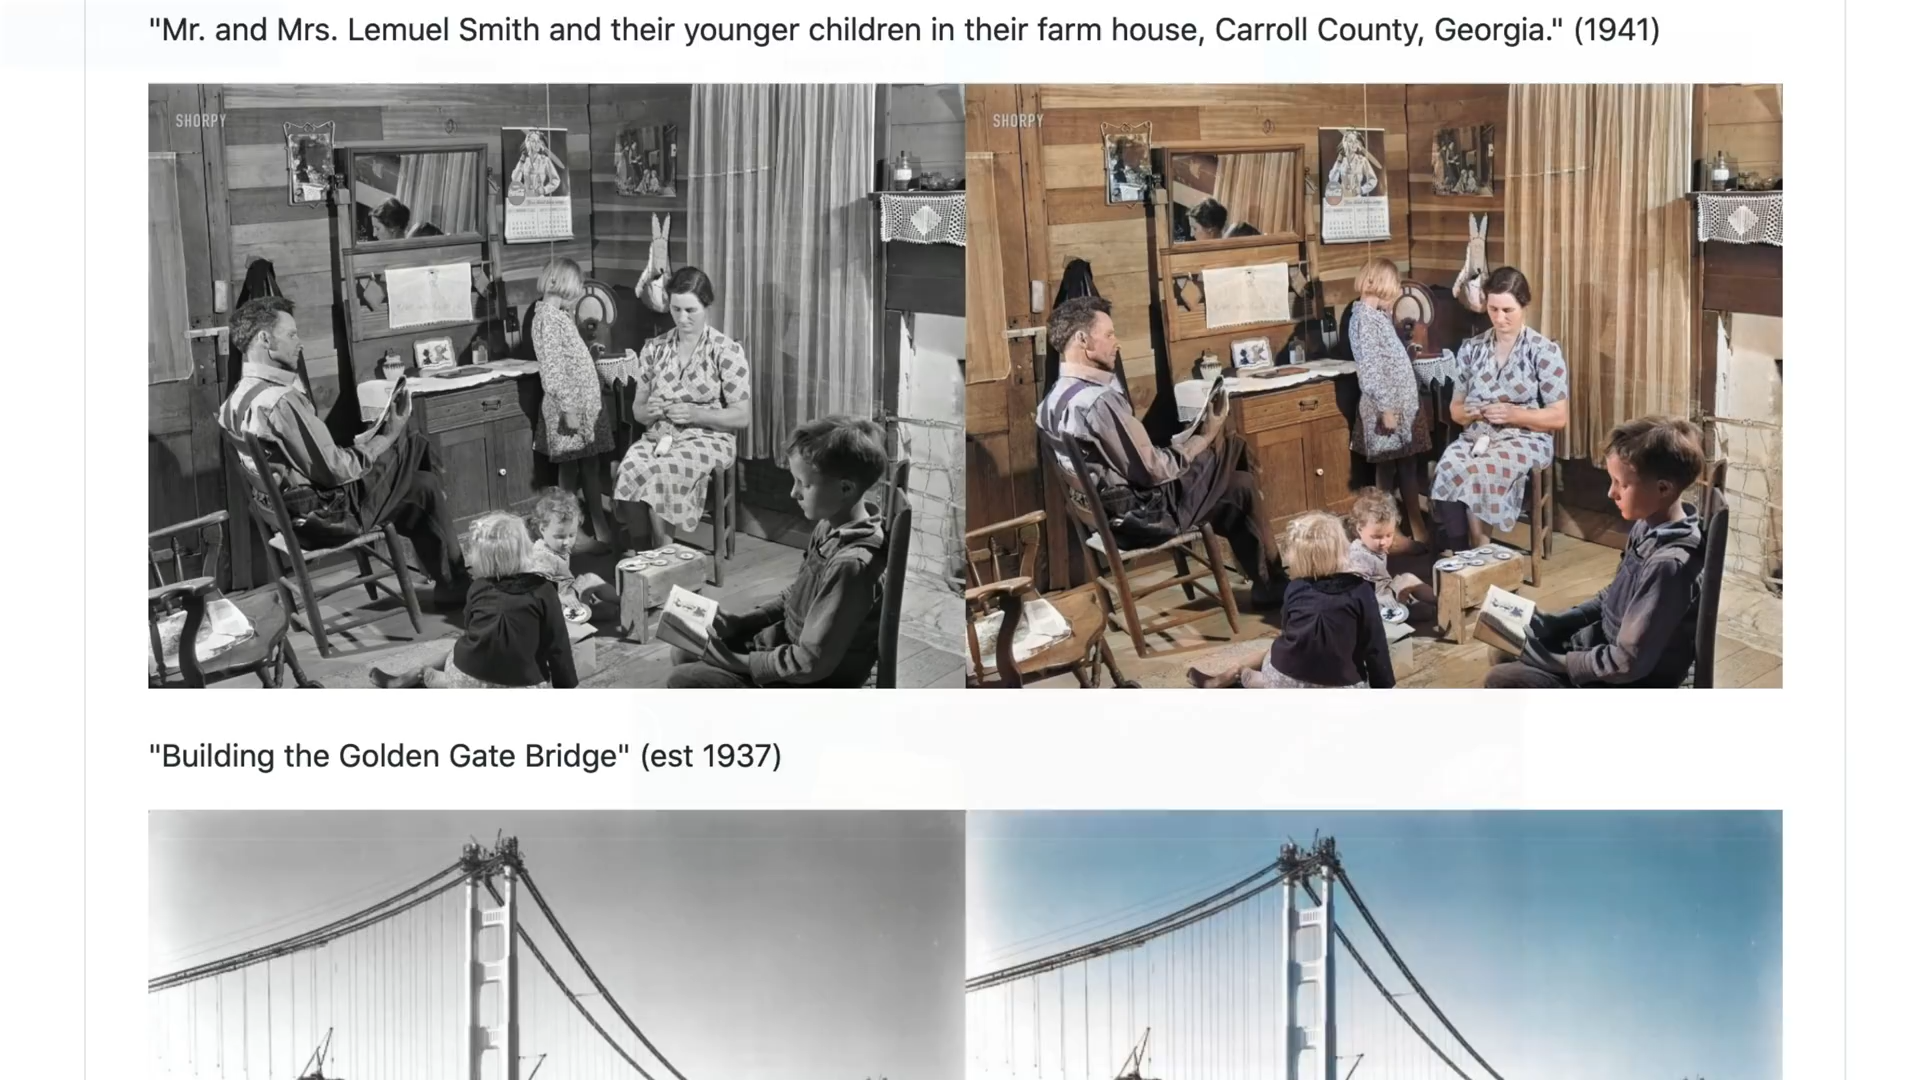 "Mr. and Mrs. Lemuel Smith and their younger children in their farm house, Carroll County, Georgia." (1941)
SHORPY
SHORPY
"Building the Golden Gate Bridge" (est 1937)